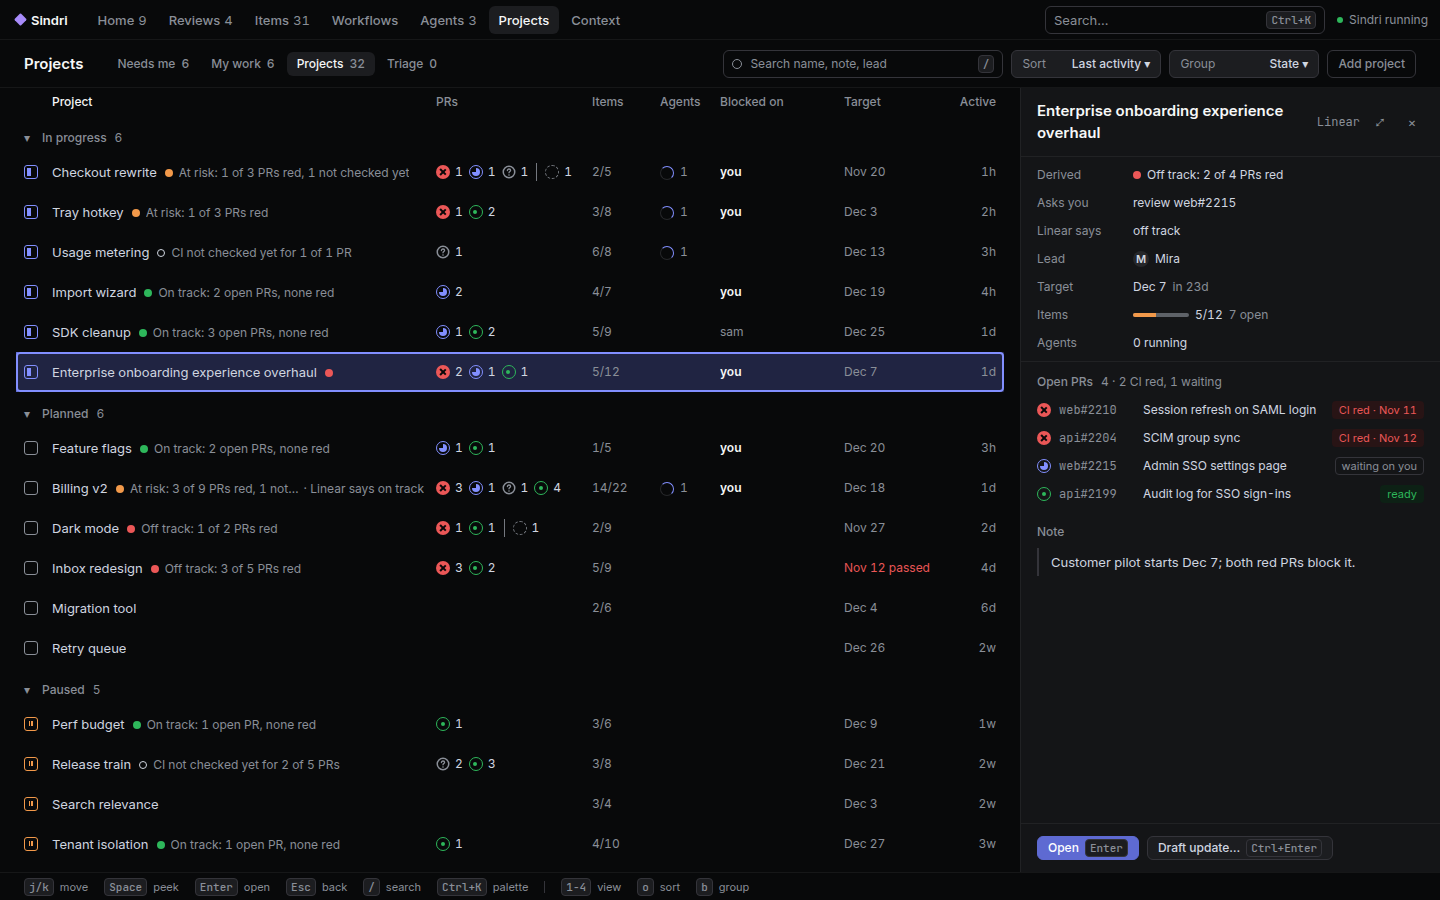 Sindri Home 9 Reviews 4 Items 31 Workflows Agents 3 Projects Context Search... Ctrl+K Sindri running
Projects Needs me 6 My work 6 Projects 32 Triage 0 Search name, note, lead / Sort Last activity ▾ Group State ▾ Add project
Project PRs Items Agents Blocked on Target Active
▾ In progress 6
Checkout rewrite At risk: 1 of 3 PRs red, 1 not checked yet 1 1 1 1 2/5 1 you Nov 20 1h
Tray hotkey At risk: 1 of 3 PRs red 1 2 3/8 1 you Dec 3 2h
Usage metering CI not checked yet for 1 of 1 PR 1 6/8 1 Dec 13 3h
Import wizard On track: 2 open PRs, none red 2 4/7 you Dec 19 4h
SDK cleanup On track: 3 open PRs, none red 1 2 5/9 sam Dec 25 1d
Enterprise onboarding experience overhaul 2 1 1 5/12 you Dec 7 1d
▾ Planned 6
Feature flags On track: 2 open PRs, none red 1 1 1/5 you Dec 20 3h
Billing v2 At risk: 3 of 9 PRs red, 1 not... · Linear says on track 3 1 1 4 14/22 1 you Dec 18 1d
Dark mode Off track: 1 of 2 PRs red 1 1 1 2/9 Nov 27 2d
Inbox redesign Off track: 3 of 5 PRs red 3 2 5/9 Nov 12 passed 4d
Migration tool 2/6 Dec 4 6d
Retry queue Dec 26 2w
▾ Paused 5
Perf budget On track: 1 open PR, none red 1 3/6 Dec 9 1w
Release train CI not checked yet for 2 of 5 PRs 2 3 3/8 Dec 21 2w
Search relevance 3/4 Dec 3 2w
Tenant isolation On track: 1 open PR, none red 1 4/10 Dec 27 3w
Enterprise onboarding experience
overhaul
Linear ⤢ ×
Derived Off track: 2 of 4 PRs red
Asks you review web#2215
Linear says off track
Lead M Mira
Target Dec 7 in 23d
Items 5/12 7 open
Agents 0 running
Open PRs 4 · 2 CI red, 1 waiting
web#2210 Session refresh on SAML login CI red · Nov 11
api#2204 SCIM group sync CI red · Nov 12
web#2215 Admin SSO settings page waiting on you
api#2199 Audit log for SSO sign-ins ready
Note
Customer pilot starts Dec 7; both red PRs block it.
Open Enter Draft update... Ctrl+Enter
j/k move Space peek Enter open Esc back / search Ctrl+K palette 1-4 view o sort b group